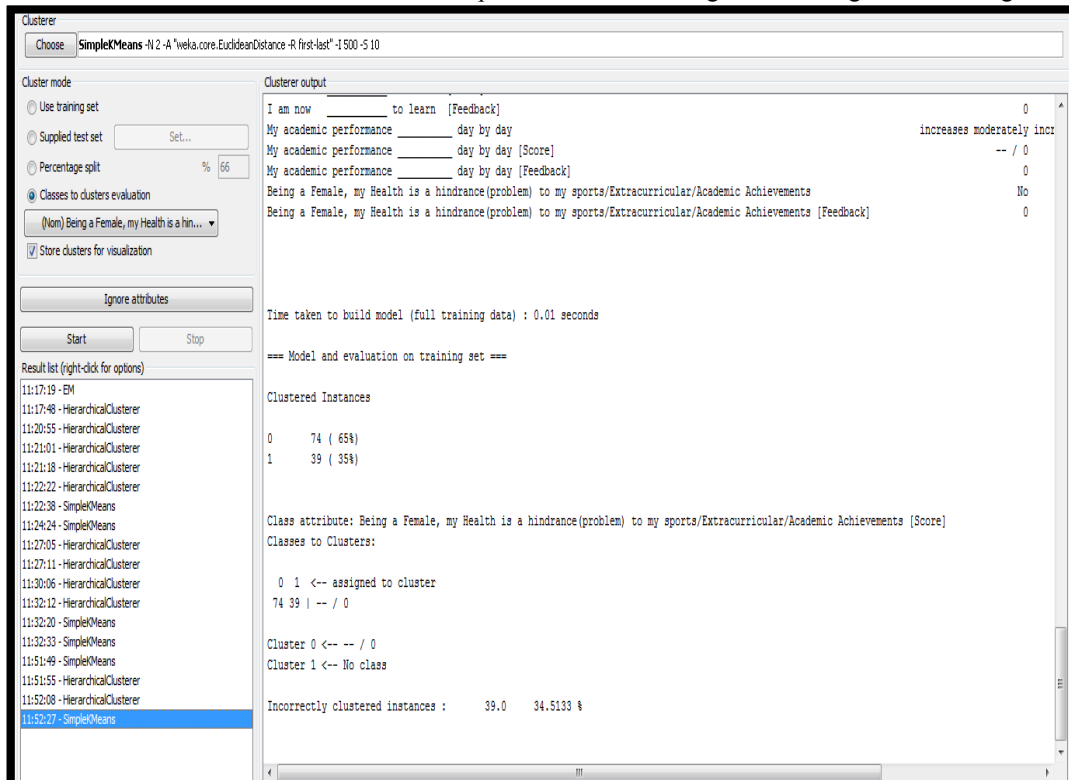 Clusterer
Choose SimpleKMeans -N 2 -A "weka.core.EuclideanDistance -R first-last" -I 500 -S 10
Cluster mode
Use training set
Supplied test set Set...
Percentage split % 66
Classes to clusters evaluation
(Nom) Being a Female, my Health is a hin...
Store clusters for visualization
Ignore attributes
Start Stop
Result list (right-click for options)
11:17:19 - EM
11:17:48 - HierarchicalClusterer
11:20:55 - HierarchicalClusterer
11:21:01 - HierarchicalClusterer
11:21:18 - HierarchicalClusterer
11:22:22 - HierarchicalClusterer
11:22:38 - SimpleKMeans
11:24:24 - SimpleKMeans
11:27:05 - HierarchicalClusterer
11:27:11 - HierarchicalClusterer
11:30:06 - HierarchicalClusterer
11:32:12 - HierarchicalClusterer
11:32:20 - SimpleKMeans
11:32:33 - SimpleKMeans
11:51:49 - SimpleKMeans
11:51:55 - HierarchicalClusterer
11:52:08 - HierarchicalClusterer
11:52:27 - SimpleKMeans
Clusterer output
I am now __________ to learn [Feedback] 0
My academic performance _________ day by day increases moderately incr
My academic performance _________ day by day [Score] -- / 0
My academic performance _________ day by day [Feedback] 0
Being a Female, my Health is a hindrance(problem) to my sports/Extracurricular/Academic Achievements No
Being a Female, my Health is a hindrance(problem) to my sports/Extracurricular/Academic Achievements [Feedback] 0
Time taken to build model (full training data) : 0.01 seconds
=== Model and evaluation on training set ===
Clustered Instances
0 74 ( 65%)
1 39 ( 35%)
Class attribute: Being a Female, my Health is a hindrance(problem) to my sports/Extracurricular/Academic Achievements [Score]
Classes to Clusters:
0 1 <-- assigned to cluster
74 39 | -- / 0
Cluster 0 <-- -- / 0
Cluster 1 <-- No class
Incorrectly clustered instances : 39.0 34.5133 %